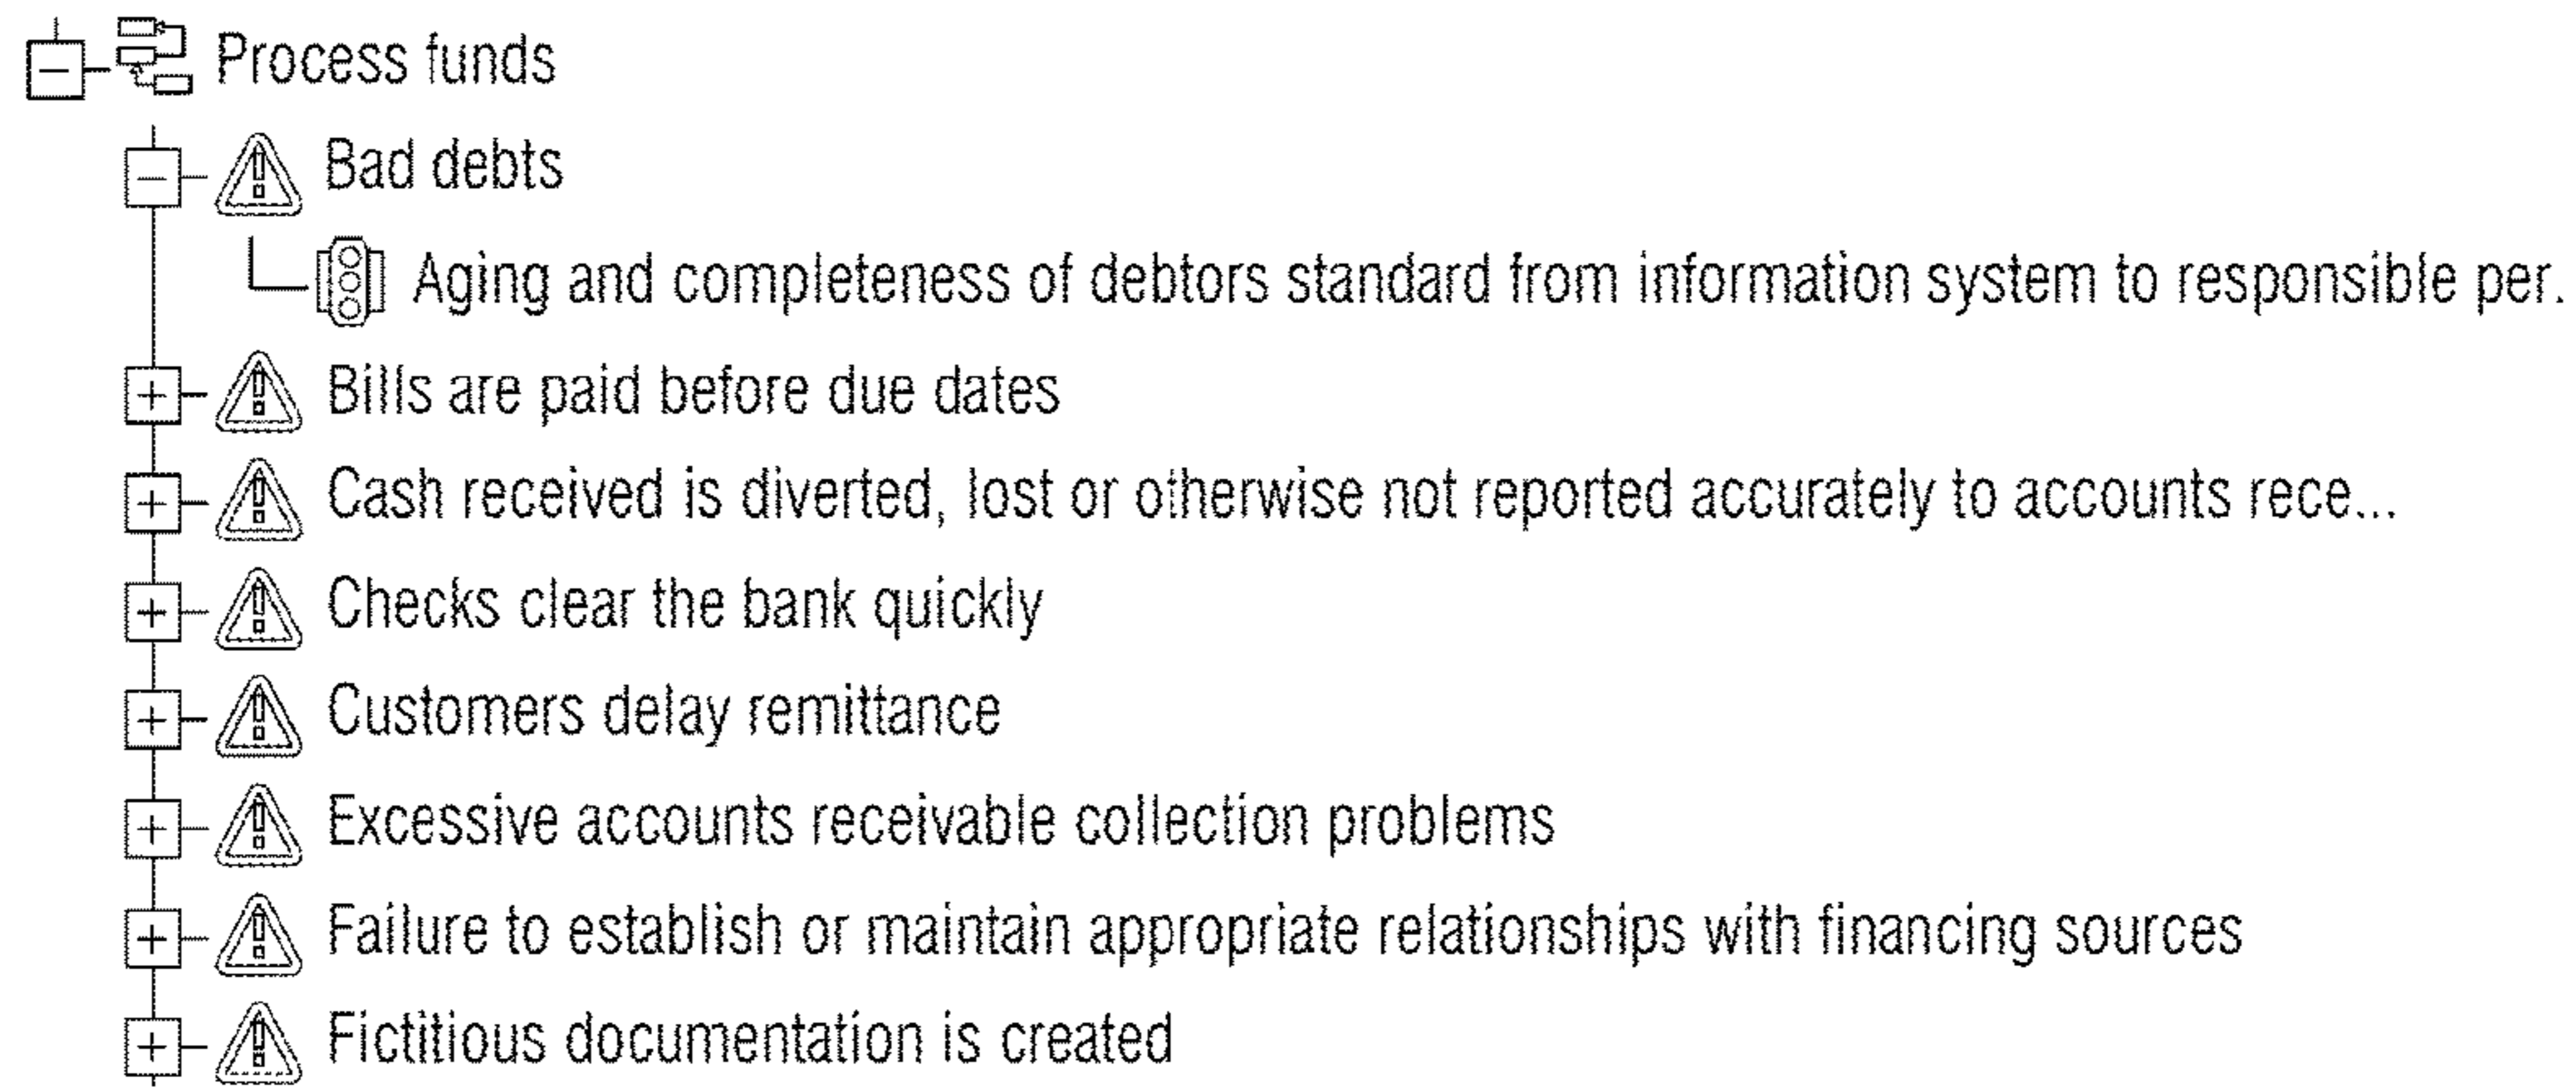 Process funds
Bad debts
Aging and completeness of debtors standard from information system to responsible per.
Bills are paid before due dates
Cash received is diverted, lost or otherwise not reported accurately to accounts rece...
Checks clear the bank quickly
Customers delay remittance
Excessive accounts receivable collection problems
Failure to establish or maintain appropriate relationships with financing sources
Fictitious documentation is created